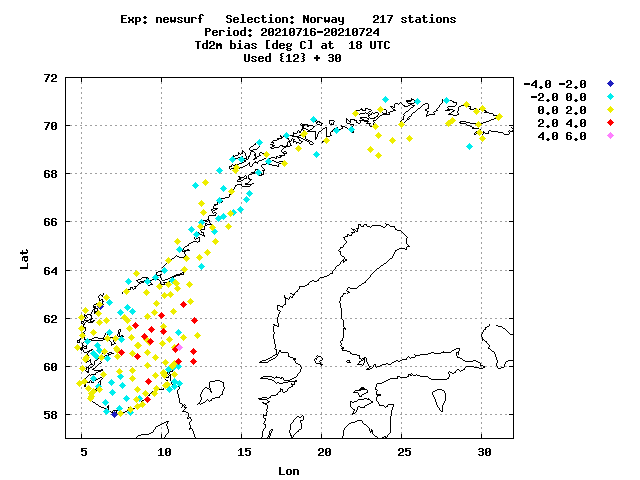 Exp: newsurf   Selection: Norway    217 stations
Period: 20210716-20210724
Td2m bias [deg C] at  18 UTC
Used {12} + 30
-4.0 -2.0
-2.0 0.0
0.0 2.0
2.0 4.0
4.0 6.0
72
70
68
66
64
62
60
58
Lat
5 10 15 20 25 30
Lon